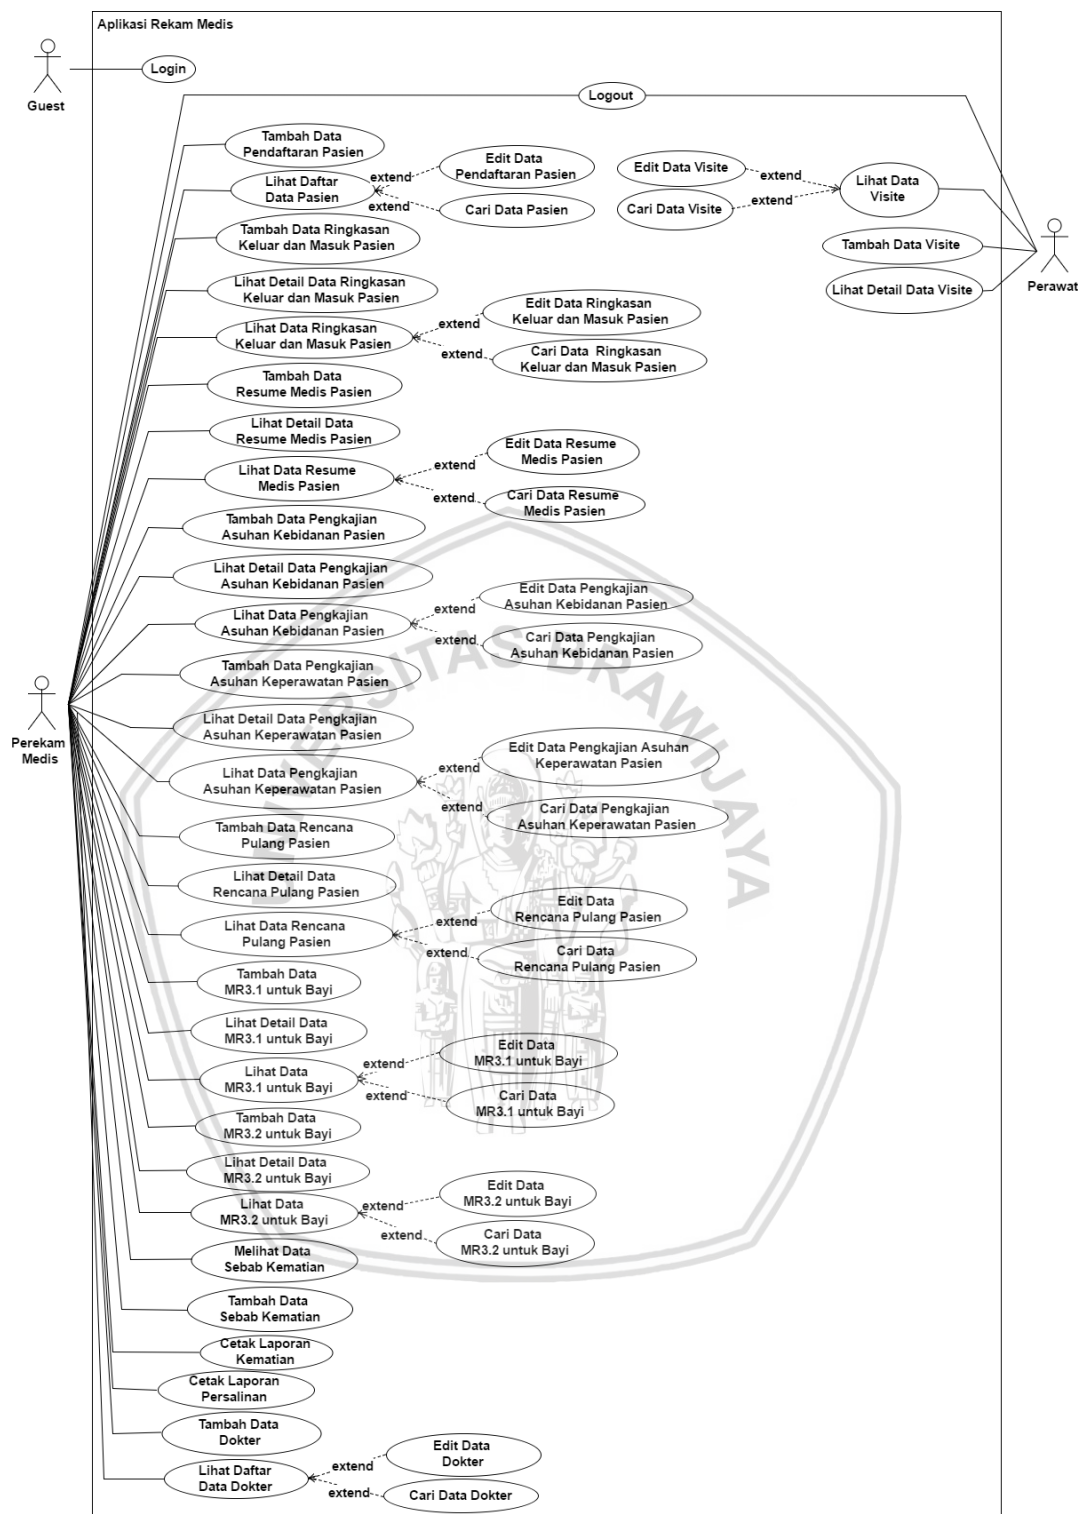 Aplikasi Rekam Medis
Guest
Login
Logout
Tambah Data
Pendaftaran Pasien
Lihat Daftar
Data Pasien
extend
extend
Edit Data
Pendaftaran Pasien
Cari Data Pasien
Edit Data Visite
Cari Data Visite
extend
extend
Lihat Data
Visite
Tambah Data Visite
Lihat Detail Data Visite
Perawat
Tambah Data Ringkasan
Keluar dan Masuk Pasien
Lihat Detail Data Ringkasan
Keluar dan Masuk Pasien
Lihat Data Ringkasan
Keluar dan Masuk Pasien
extend
extend
Edit Data Ringkasan
Keluar dan Masuk Pasien
Cari Data Ringkasan
Keluar dan Masuk Pasien
Tambah Data
Resume Medis Pasien
Lihat Detail Data
Resume Medis Pasien
Lihat Data Resume
Medis Pasien
extend
extend
Edit Data Resume
Medis Pasien
Cari Data Resume
Medis Pasien
Tambah Data Pengkajian
Asuhan Kebidanan Pasien
Lihat Detail Data Pengkajian
Asuhan Kebidanan Pasien
Lihat Data Pengkajian
Asuhan Kebidanan Pasien
extend
extend
Edit Data Pengkajian
Asuhan Kebidanan Pasien
Cari Data Pengkajian
Asuhan Kebidanan Pasien
UNIVERSITAS BRAWIJAYA
Perekam
Medis
Tambah Data Pengkajian
Asuhan Keperawatan Pasien
Lihat Detail Data Pengkajian
Asuhan Keperawatan Pasien
Lihat Data Pengkajian
Asuhan Keperawatan Pasien
extend
extend
Edit Data Pengkajian Asuhan
Keperawatan Pasien
Cari Data Pengkajian
Asuhan Keperawatan Pasien
Tambah Data Rencana
Pulang Pasien
Lihat Detail Data
Rencana Pulang Pasien
Lihat Data Rencana
Pulang Pasien
extend
extend
Edit Data
Rencana Pulang Pasien
Cari Data
Rencana Pulang Pasien
Tambah Data
MR3.1 untuk Bayi
Lihat Detail Data
MR3.1 untuk Bayi
Lihat Data
MR3.1 untuk Bayi
extend
extend
Edit Data
MR3.1 untuk Bayi
Cari Data
MR3.1 untuk Bayi
Tambah Data
MR3.2 untuk Bayi
Lihat Detail Data
MR3.2 untuk Bayi
Lihat Data
MR3.2 untuk Bayi
extend
extend
Edit Data
MR3.2 untuk Bayi
Cari Data
MR3.2 untuk Bayi
Melihat Data
Sebab Kematian
Tambah Data
Sebab Kematian
Cetak Laporan
Kematian
Cetak Laporan
Persalinan
Tambah Data
Dokter
Lihat Daftar
Data Dokter
extend
extend
Edit Data
Dokter
Cari Data Dokter